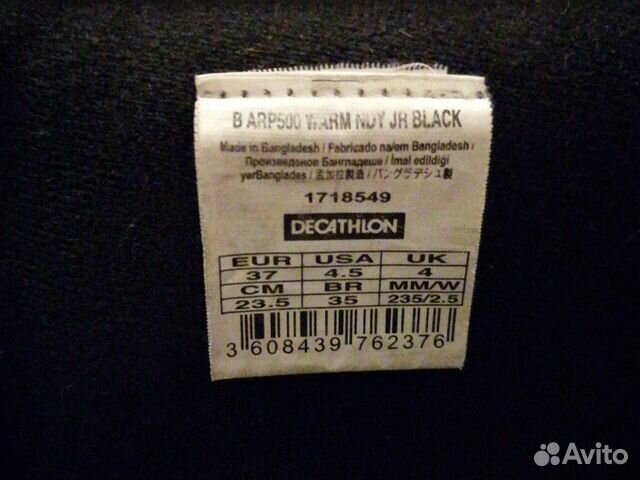 B ARP500 WARM NDY JR BLACK
Made in Bangladesh / Fabricado na/em Bangladesh /
Произведеное Бангладеше / İmal edildiği
yerBanglades / 孟加拉製造 / バングラデシュ製
1718549
DECATHLON
EUR USA UK
37 4.5 4
CM BR MM/W
23.5 35 235/2.5
3 608439 762376
Avito